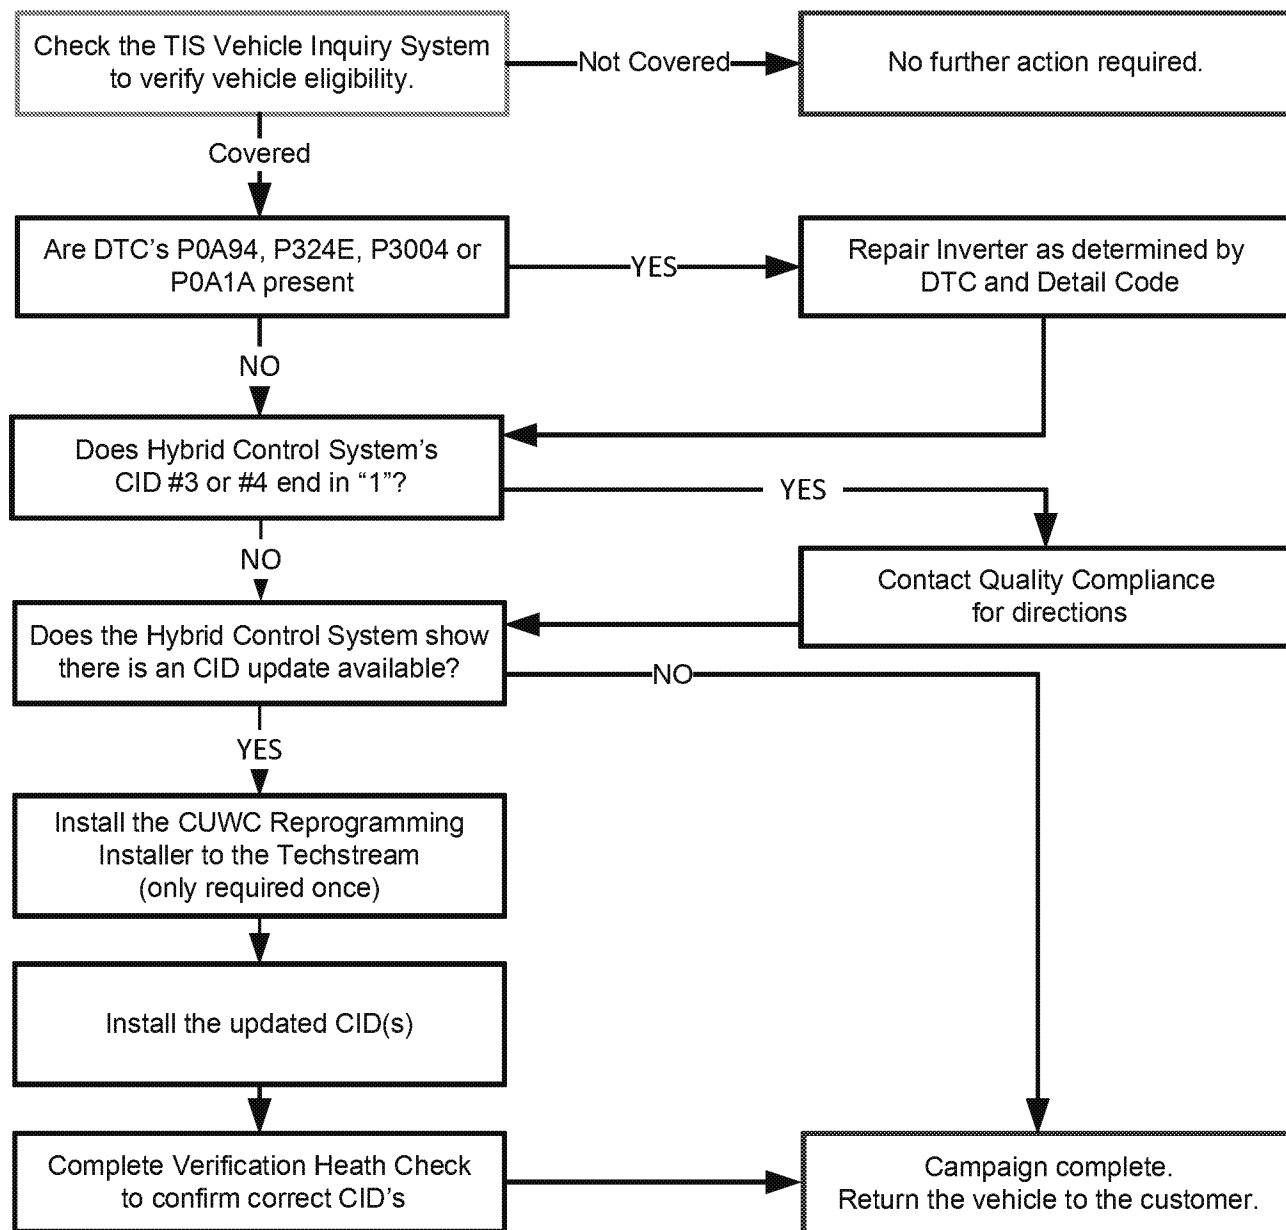 Check the TIS Vehicle Inquiry System
to verify vehicle eligibility.
Not Covered
No further action required.
Covered
Are DTC’s P0A94, P324E, P3004 or
P0A1A present
YES
Repair Inverter as determined by
DTC and Detail Code
NO
Does Hybrid Control System’s
CID #3 or #4 end in “1”?
YES
NO
Contact Quality Compliance
for directions
Does the Hybrid Control System show
there is an CID update available?
NO
YES
Install the CUWC Reprogramming
Installer to the Techstream
(only required once)
Install the updated CID(s)
Complete Verification Heath Check
to confirm correct CID’s
Campaign complete.
Return the vehicle to the customer.